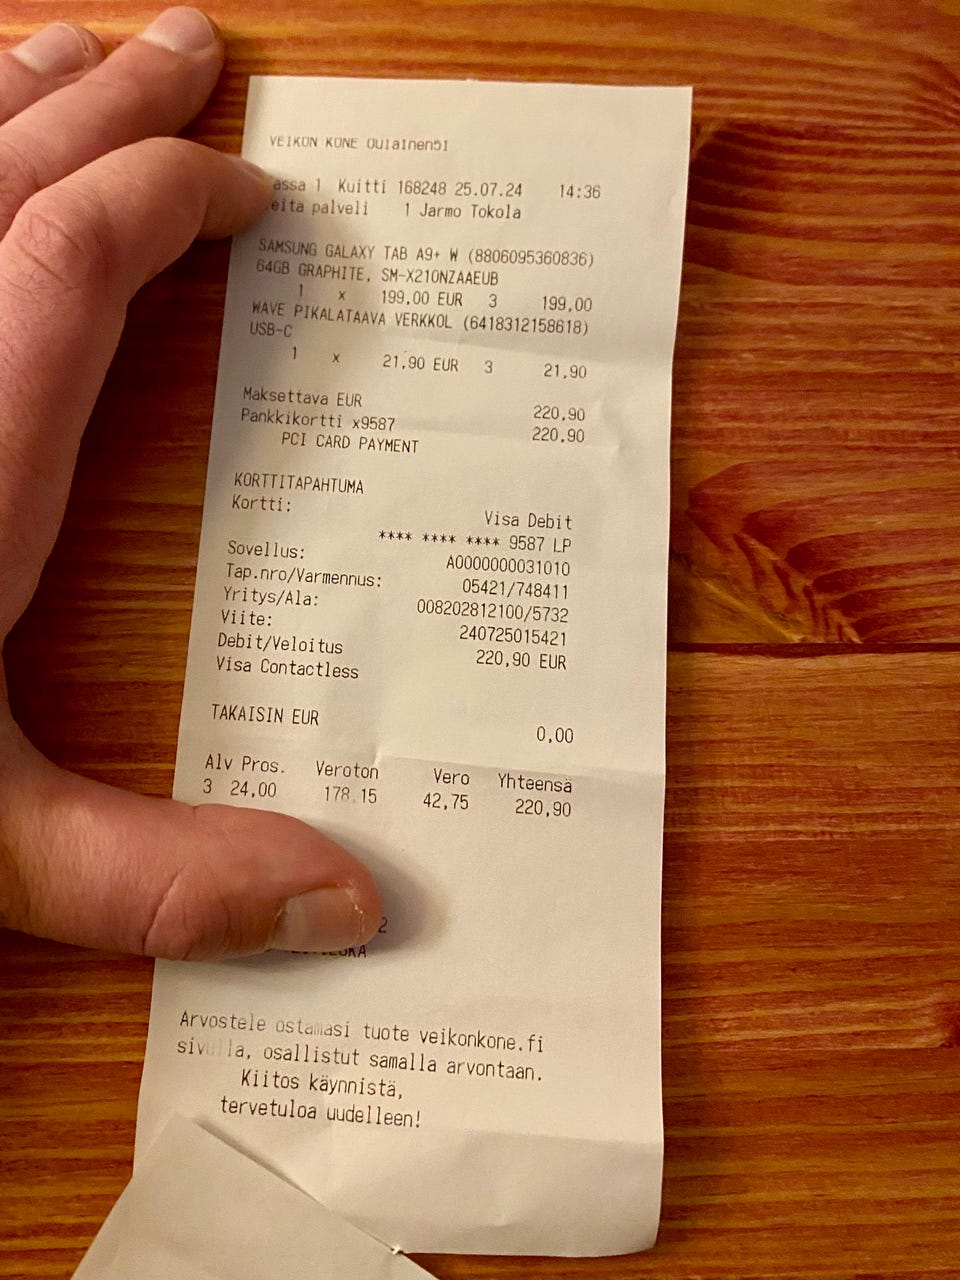 VEIKON KONE Oulainen51
assa 1 Kuitti 168248 25.07.24 14:36
eitä palveli 1 Jarmo Tokola
SAMSUNG GALAXY TAB A9+ W (8806095360836)
64GB GRAPHITE, SM-X210NZAAEUB
1 x 199,00 EUR 3 199,00
WAVE PIKALATAAVA VERKKOL (6418312158618)
USB-C
1 x 21,90 EUR 3 21,90
Maksettava EUR 220,90
Pankkikortti x9587 220,90
PCI CARD PAYMENT
KORTTITAPAHTUMA
Kortti: Visa Debit
**** **** **** 9587 LP
Sovellus: A0000000031010
Tap.nro/Varmennus: 05421/748411
Yritys/Ala: 008202812100/5732
Viite: 240725015421
Debit/Veloitus 220,90 EUR
Visa Contactless
TAKAISIN EUR 0,00
Alv Pros. Veroton Vero Yhteensä
3 24,00 178,15 42,75 220,90
2
Arvostele ostamasi tuote veikonkone.fi
sivulla, osallistut samalla arvontaan.
Kiitos käynnistä,
tervetuloa uudelleen!